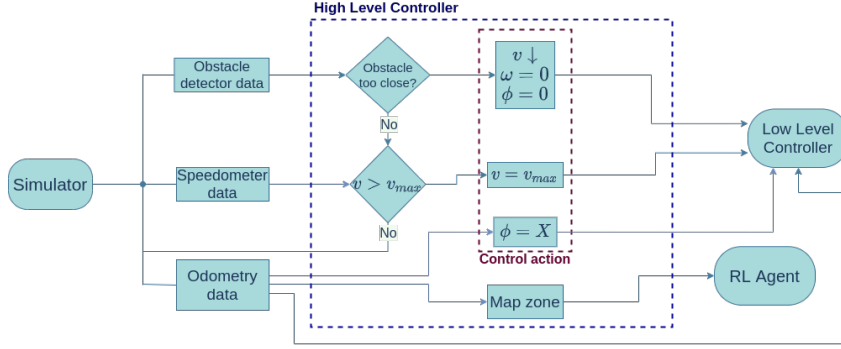 High Level Controller
Obstacle
detector data
Obstacle
too close?
v ↓
ω = 0
ϕ = 0
Low Level
Controller
No
Simulator
Speedometer
data
v > v_max
v = v_max
No
ϕ = X
Control action
Odometry
data
Map zone
RL Agent